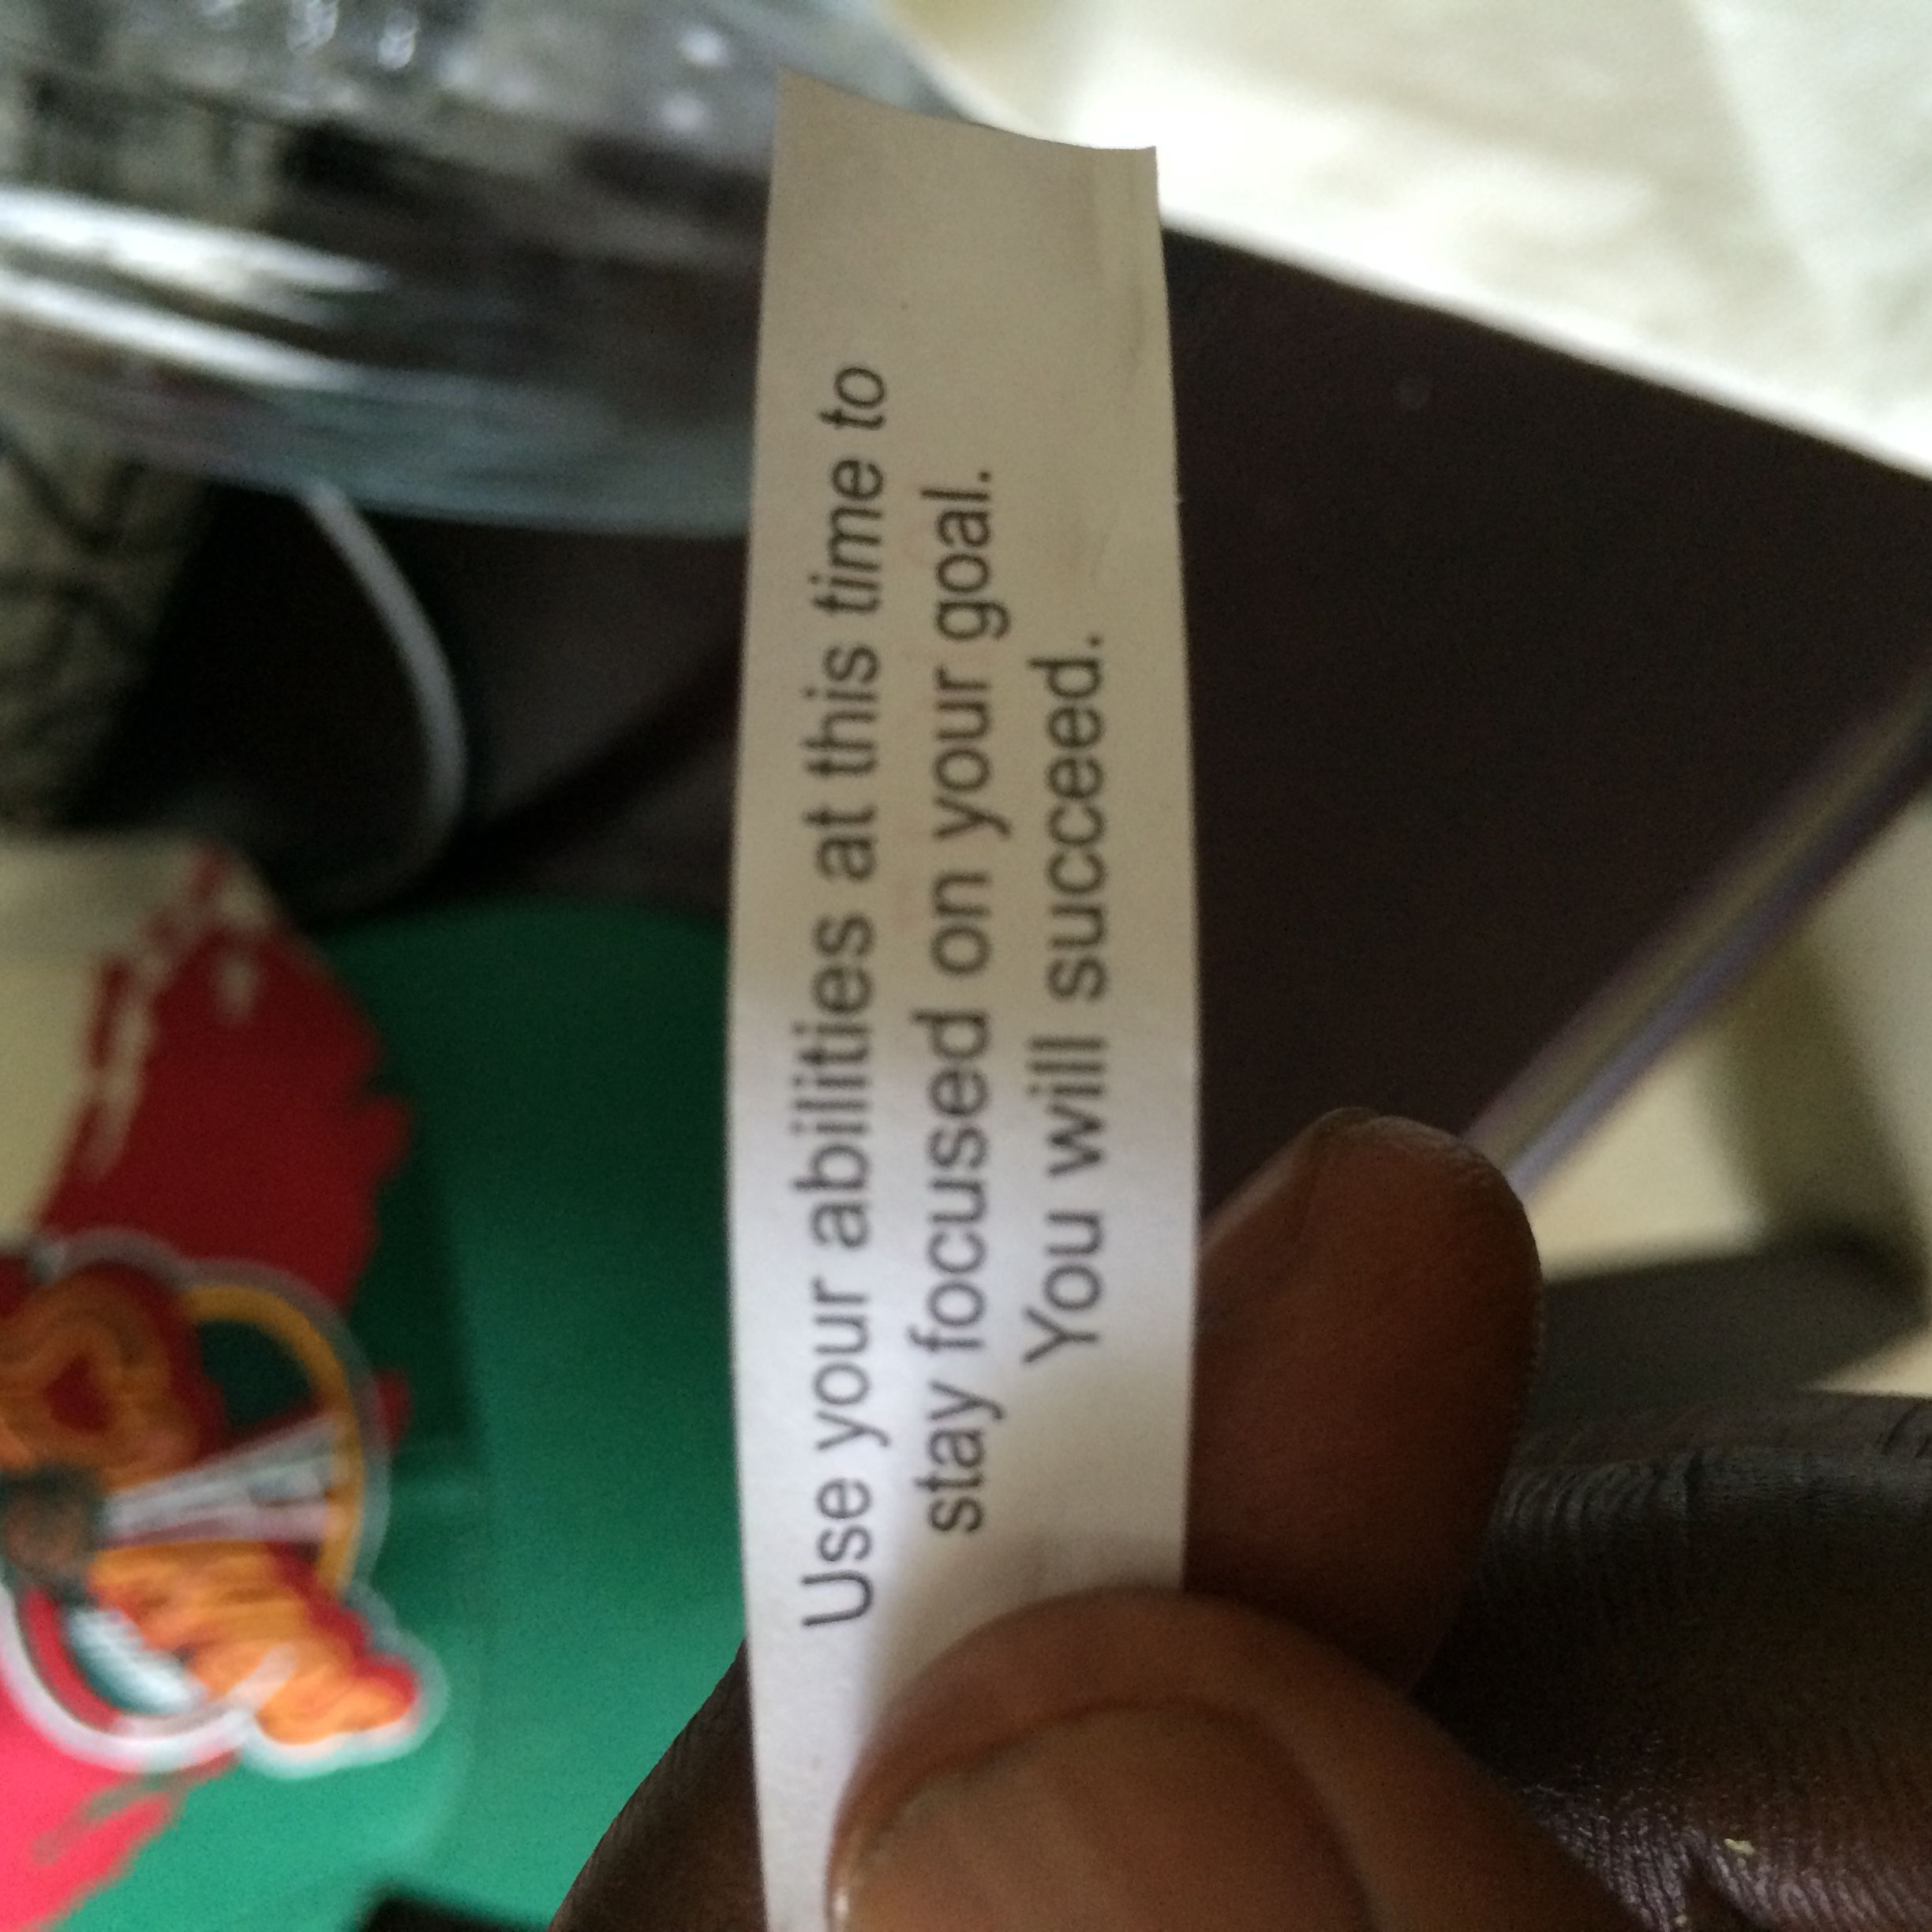 Use your abilities at this time to
stay focused on your goal.
You will succeed.